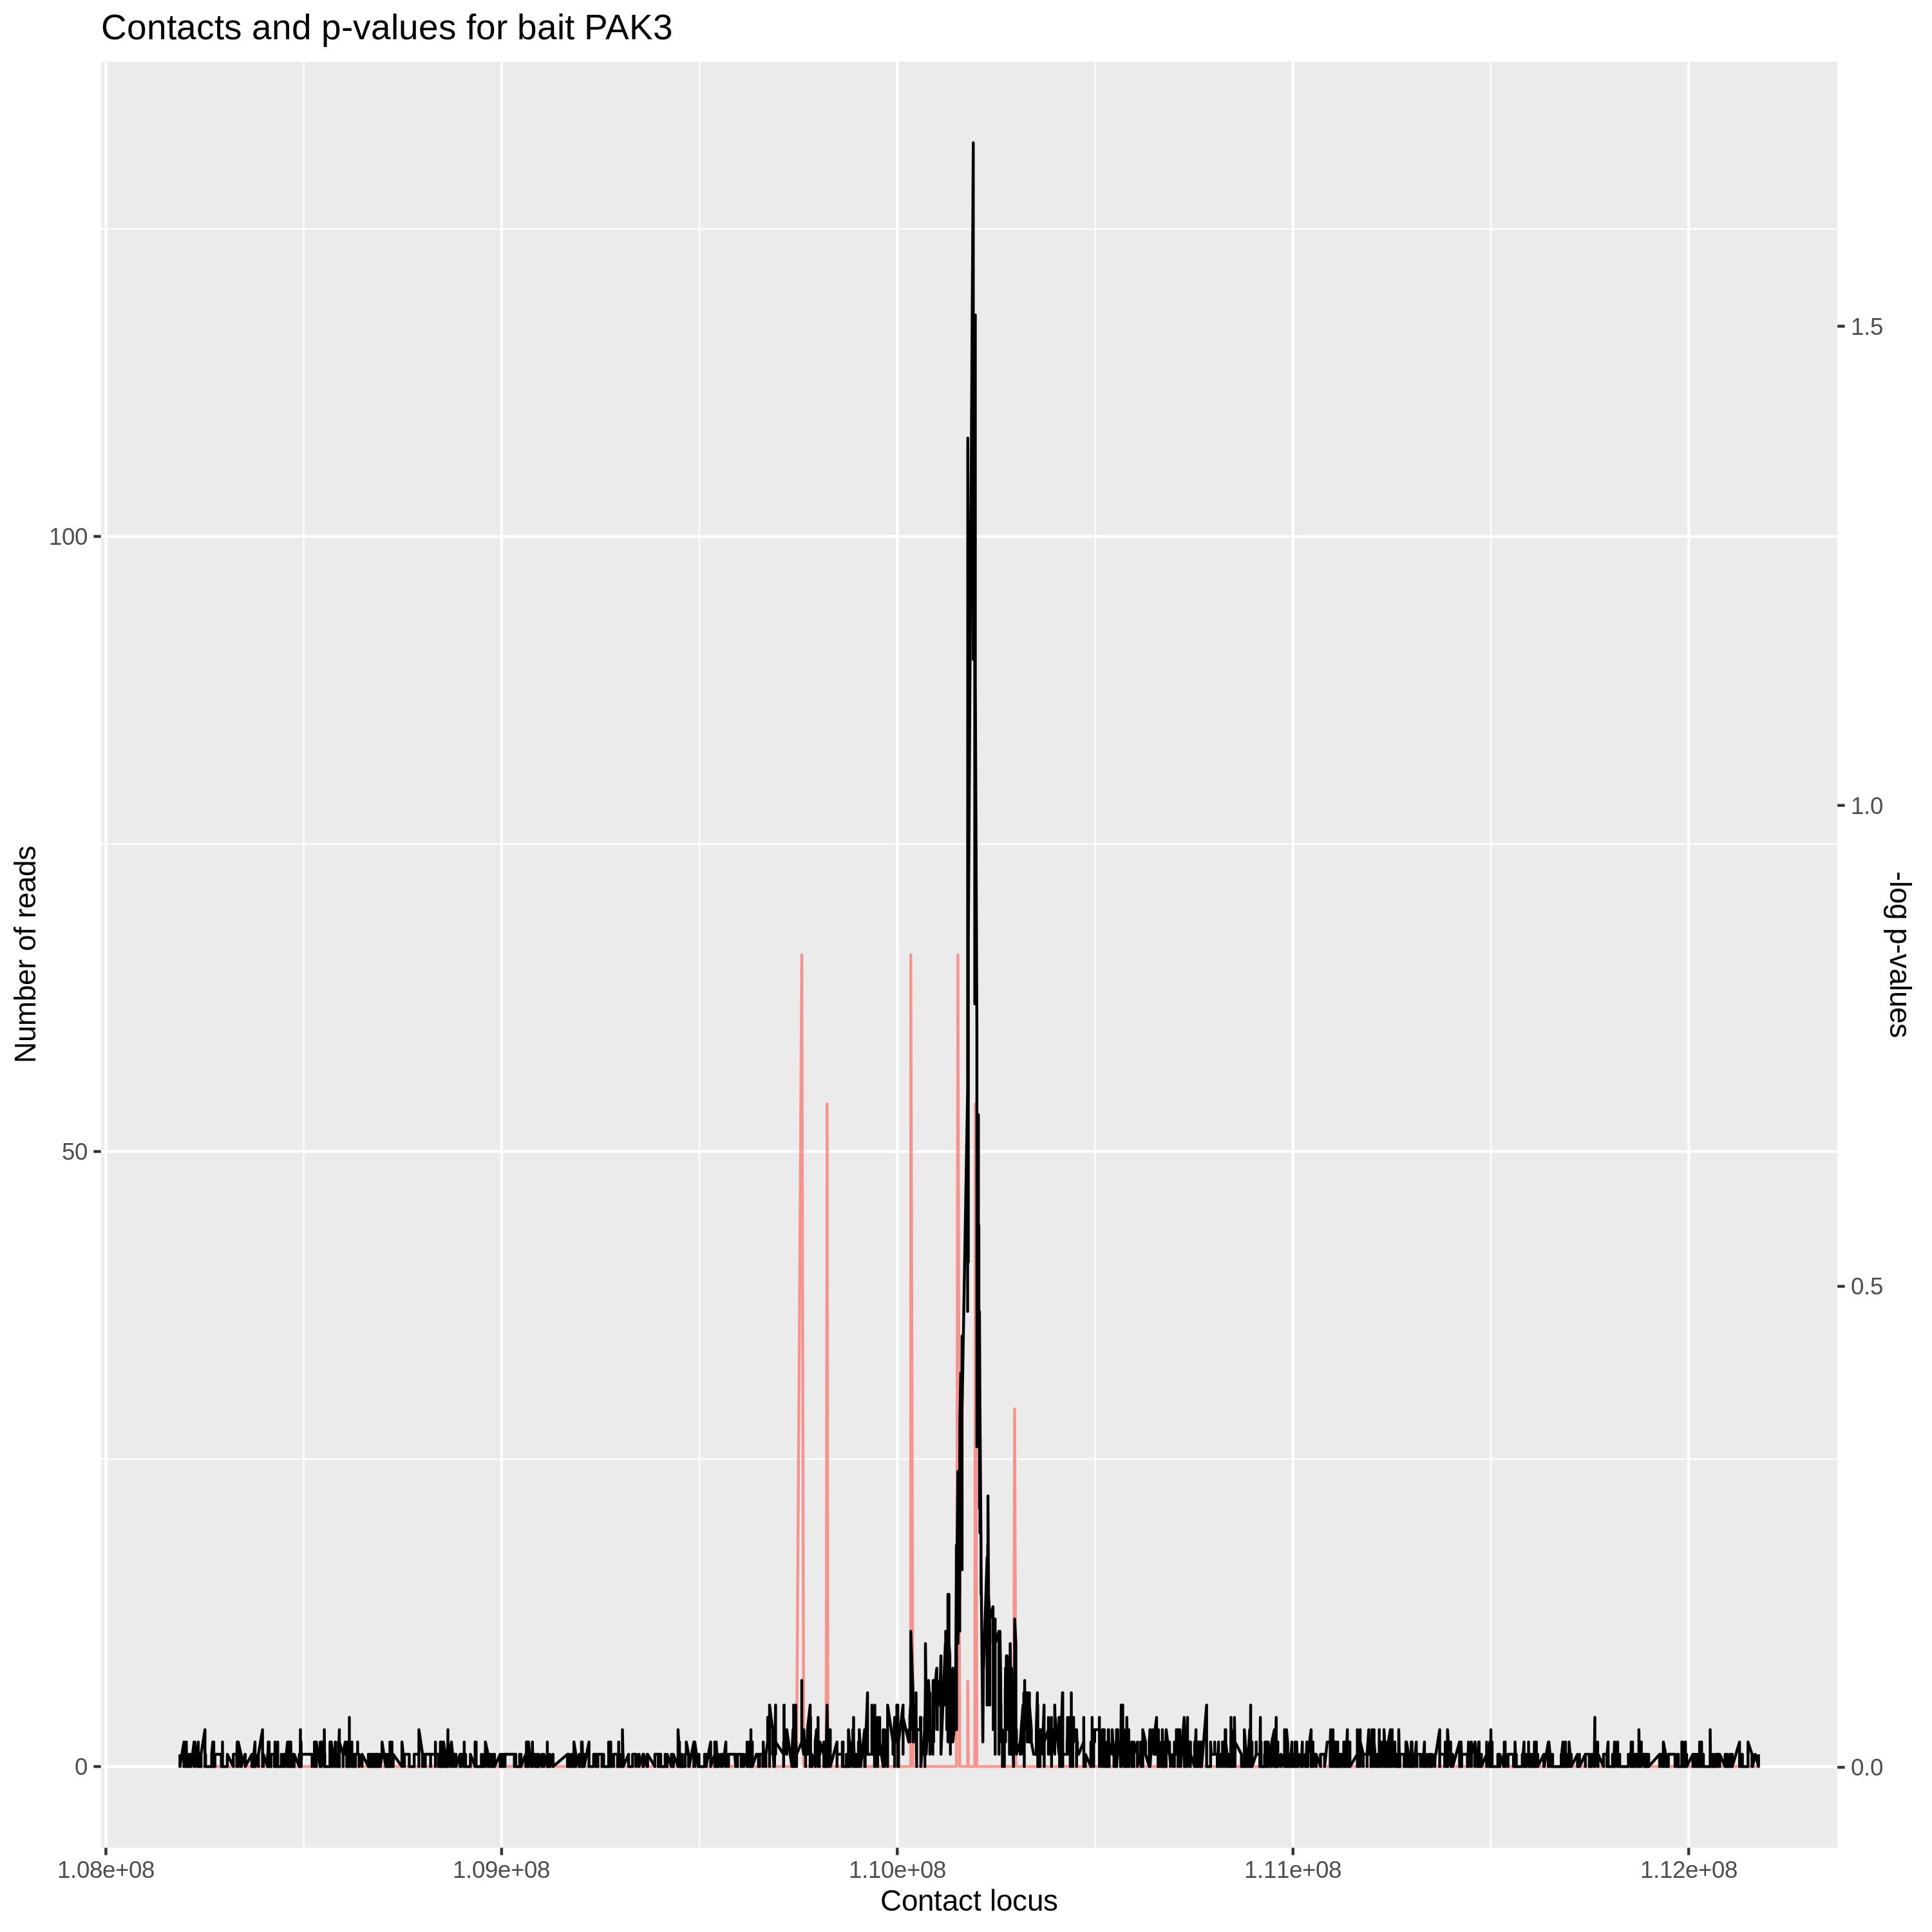 Contacts and p-values for bait PAK3
Number of reads
100
50
0
1.5
1.0
0.5
0.0
-log p-values
1.08e+08
1.09e+08
1.10e+08
1.11e+08
1.12e+08
Contact locus